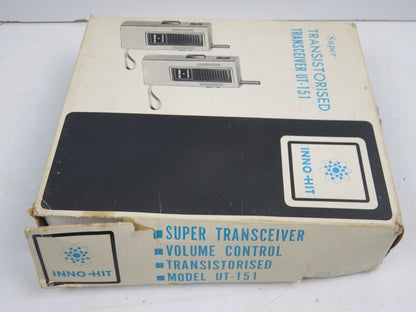 Super
TRANSISTORISED
TRANSCEIVER UT-151
INNO-HIT
INNO-HIT
SUPER TRANSCEIVER
VOLUME CONTROL
TRANSISTORISED
MODEL UT-151